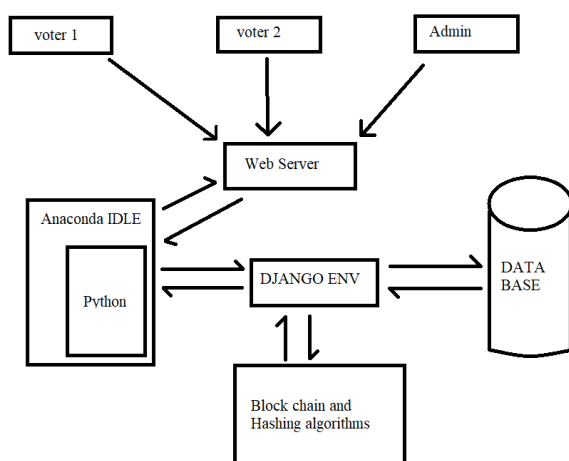 voter 1
voter 2
Admin
Web Server
Anaconda IDLE
Python
DJANGO ENV
DATA
BASE
Block chain and
Hashing algorithms